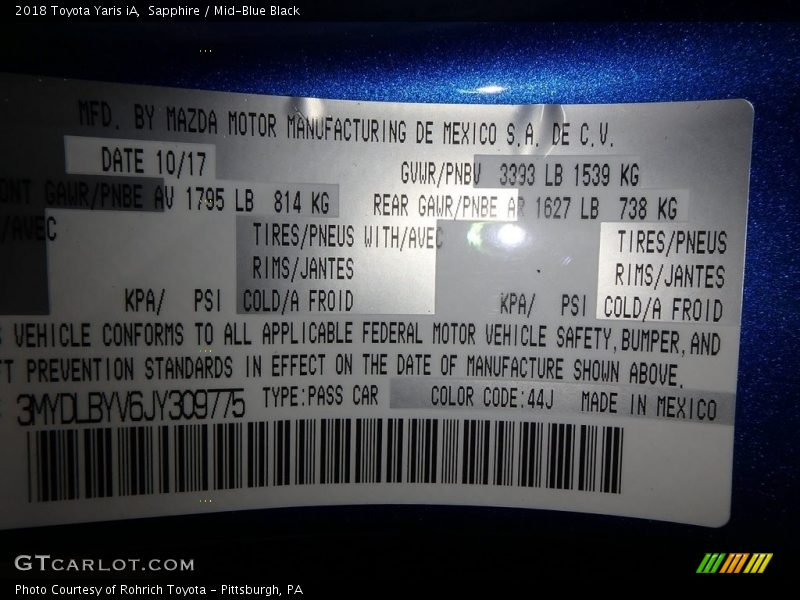 2018 Toyota Yaris iA, Sapphire / Mid-Blue Black
MFD. BY MAZDA MOTOR MANUFACTURING DE MEXICO S.A. DE C.V.
DATE 10/17 GVWR/PNBV 3393 LB 1539 KG
GAWR/PNBE AV 1795 LB 814 KG REAR GAWR/PNBE AR 1627 LB 738 KG
/AVEC TIRES/PNEUS WITH/AVEC TIRES/PNEUS
RIMS/JANTES RIMS/JANTES
KPA/ PSI COLD/A FROID KPA/ PSI COLD/A FROID
VEHICLE CONFORMS TO ALL APPLICABLE FEDERAL MOTOR VEHICLE SAFETY, BUMPER, AND
PREVENTION STANDARDS IN EFFECT ON THE DATE OF MANUFACTURE SHOWN ABOVE.
3MYDLBYV6JY309775 TYPE:PASS CAR COLOR CODE:44J MADE IN MEXICO
GTCARLOT.COM
Photo Courtesy of Rohrich Toyota - Pittsburgh, PA